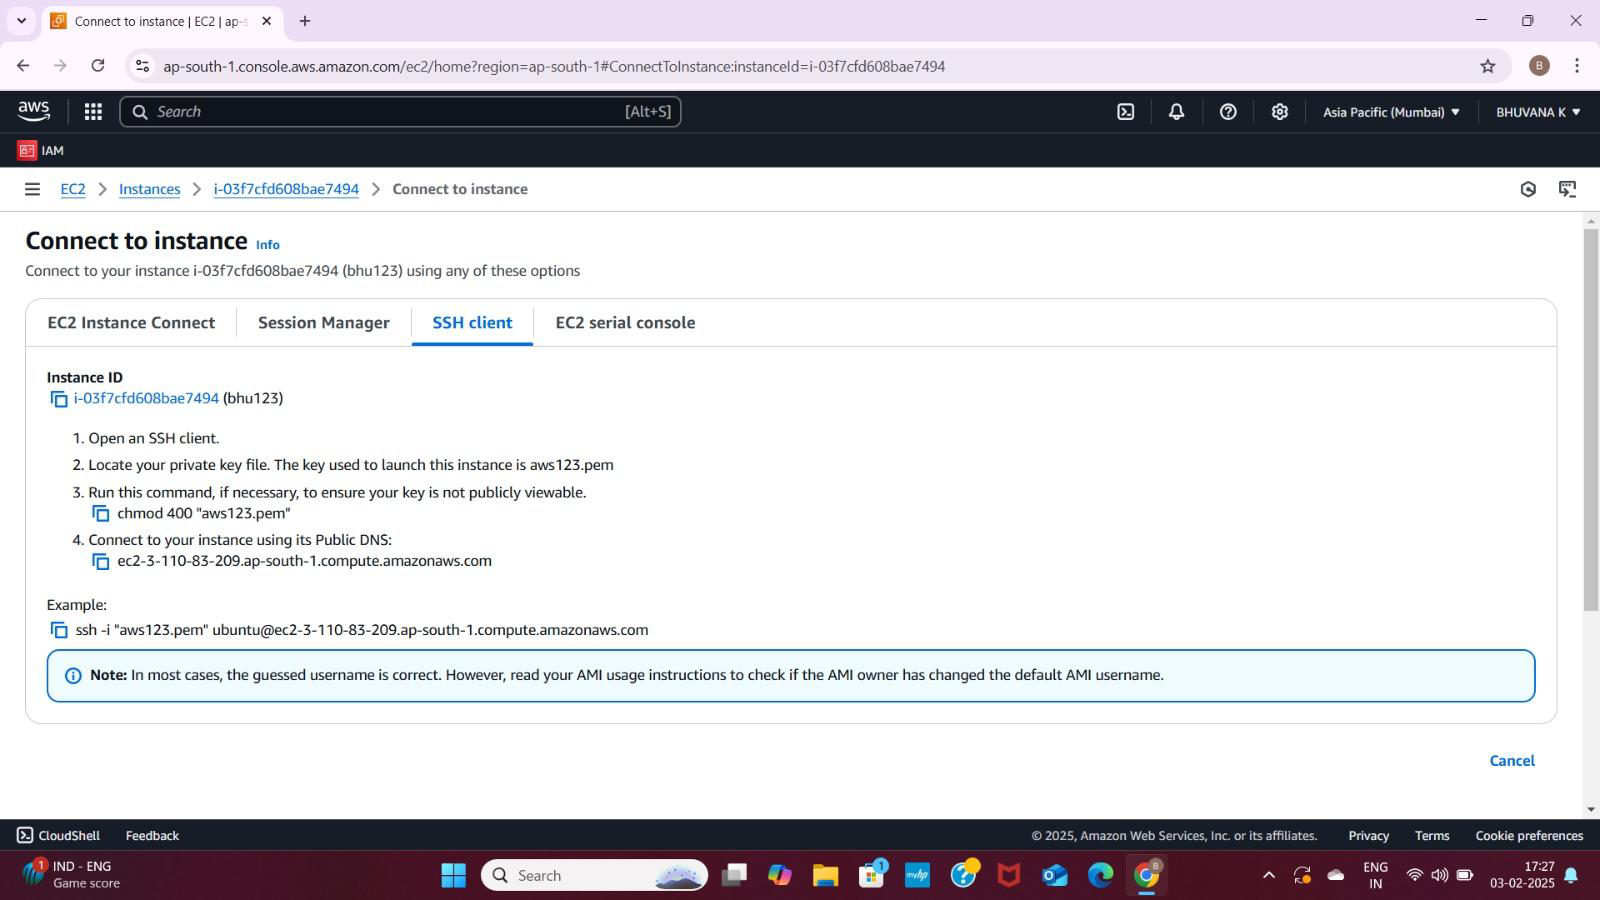 Connect to instance | EC2 | ap-s
ap-south-1.console.aws.amazon.com/ec2/home?region=ap-south-1#ConnectToInstance:instanceId=i-03f7cfd608bae7494
B
aws
Search
[Alt+S]
Asia Pacific (Mumbai)
BHUVANA K
IAM
EC2
Instances
i-03f7cfd608bae7494
Connect to instance
Connect to instance Info
Connect to your instance i-03f7cfd608bae7494 (bhu123) using any of these options
EC2 Instance Connect
Session Manager
SSH client
EC2 serial console
Instance ID
i-03f7cfd608bae7494 (bhu123)
1. Open an SSH client.
2. Locate your private key file. The key used to launch this instance is aws123.pem
3. Run this command, if necessary, to ensure your key is not publicly viewable.
chmod 400 "aws123.pem"
4. Connect to your instance using its Public DNS:
ec2-3-110-83-209.ap-south-1.compute.amazonaws.com
Example:
ssh -i "aws123.pem" ubuntu@ec2-3-110-83-209.ap-south-1.compute.amazonaws.com
Note: In most cases, the guessed username is correct. However, read your AMI usage instructions to check if the AMI owner has changed the default AMI username.
Cancel
CloudShell
Feedback
© 2025, Amazon Web Services, Inc. or its affiliates.
Privacy
Terms
Cookie preferences
1
IND - ENG
Game score
Search
1
myhp
B
ENG
IN
17:27
03-02-2025